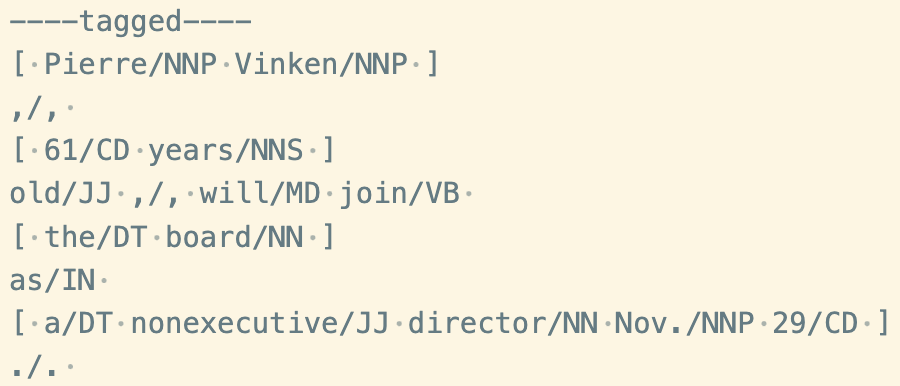 ----tagged----
[ Pierre/NNP Vinken/NNP ]
,/, 
[ 61/CD years/NNS ]
old/JJ ,/, will/MD join/VB 
[ the/DT board/NN ]
as/IN 
[ a/DT nonexecutive/JJ director/NN Nov./NNP 29/CD ]
./.